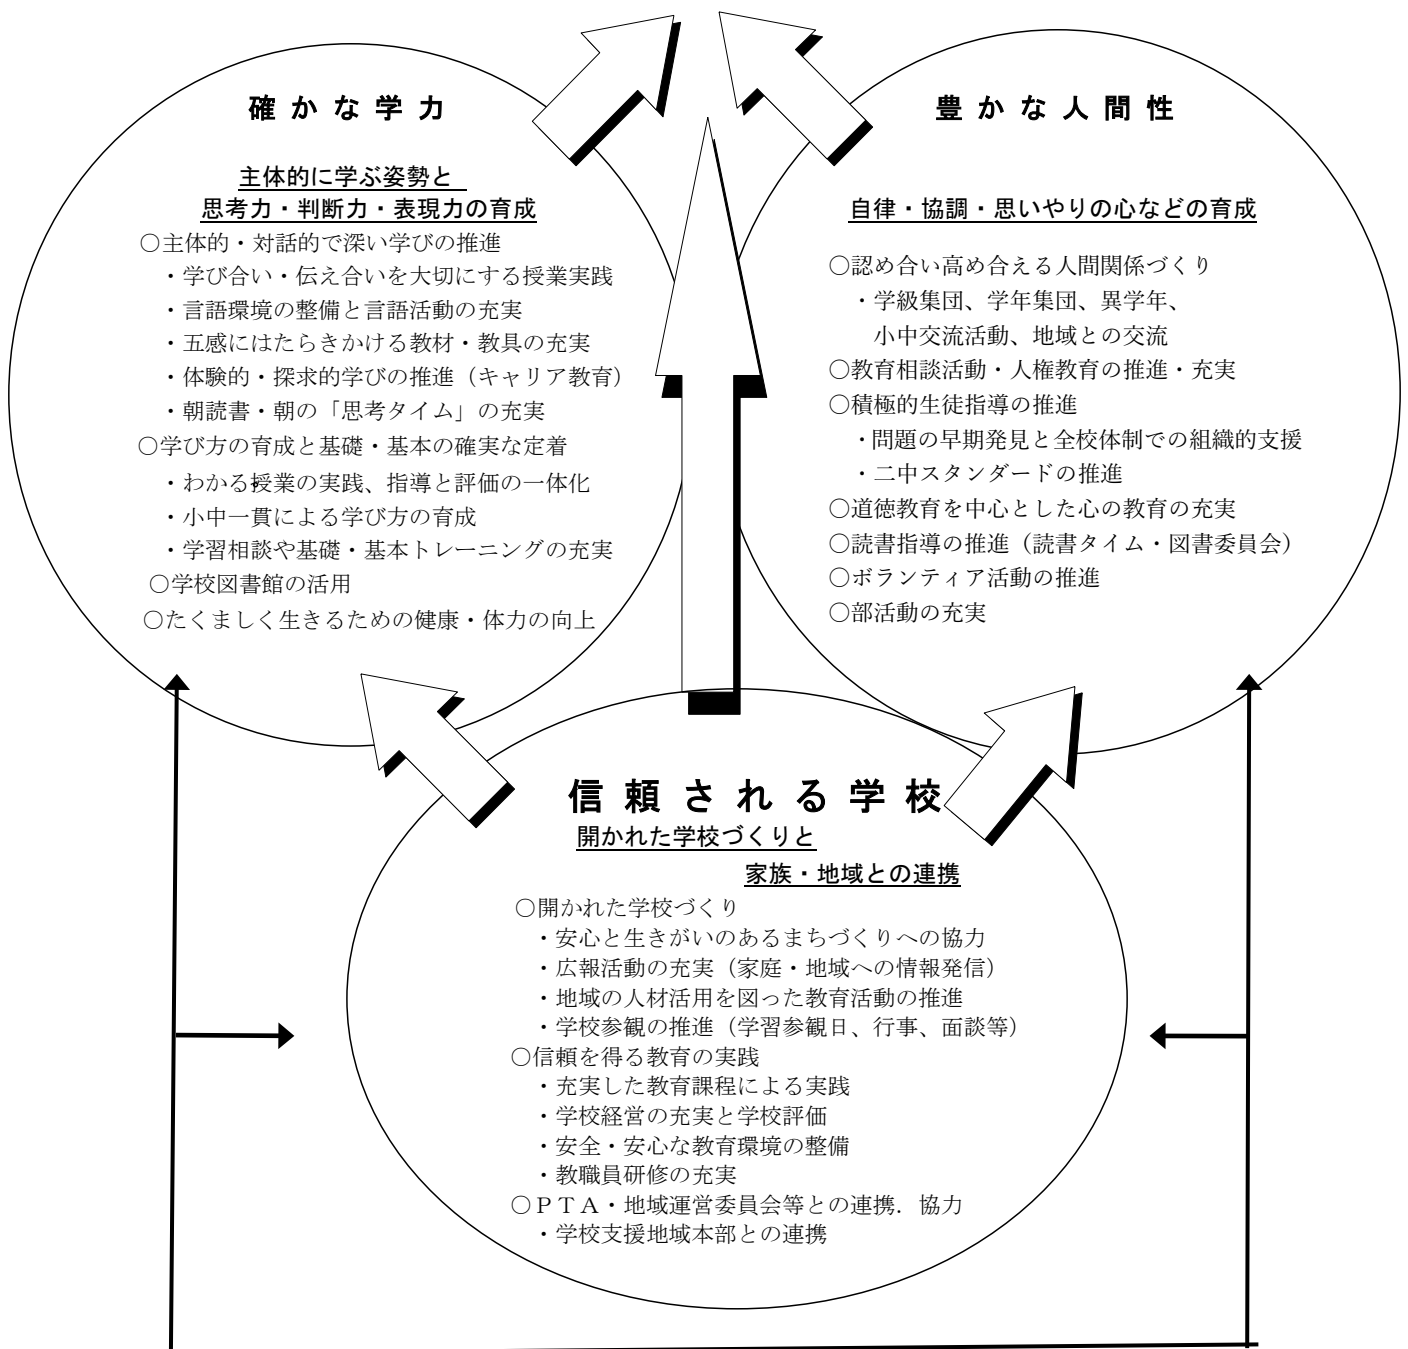 確かな学力
主体的に学ぶ姿勢と
思考力・判断力・表現力の育成
○主体的・対話的で深い学びの推進
・学び合い・伝え合いを大切にする授業実践
・言語環境の整備と言語活動の充実
・五感にはたらきかける教材・教具の充実
・体験的・探求的学びの推進（キャリア教育）
・朝読書・朝の「思考タイム」の充実
○学び方の育成と基礎・基本の確実な定着
・わかる授業の実践、指導と評価の一体化
・小中一貫による学び方の育成
・学習相談や基礎・基本トレーニングの充実
○学校図書館の活用
○たくましく生きるための健康・体力の向上
豊かな人間性
自律・協調・思いやりの心などの育成
○認め合い高め合える人間関係づくり
・学級集団、学年集団、異学年、
小中交流活動、地域との交流
○教育相談活動・人権教育の推進・充実
○積極的生徒指導の推進
・問題の早期発見と全校体制での組織的支援
・二中スタンダードの推進
○道徳教育を中心とした心の教育の充実
○読書指導の推進（読書タイム・図書委員会）
○ボランティア活動の推進
○部活動の充実
信頼される学校
開かれた学校づくりと
家族・地域との連携
○開かれた学校づくり
・安心と生きがいのあるまちづくりへの協力
・広報活動の充実（家庭・地域への情報発信）
・地域の人材活用を図った教育活動の推進
・学校参観の推進（学習参観日、行事、面談等）
○信頼を得る教育の実践
・充実した教育課程による実践
・学校経営の充実と学校評価
・安全・安心な教育環境の整備
・教職員研修の充実
○ＰＴＡ・地域運営委員会等との連携．協力
・学校支援地域本部との連携